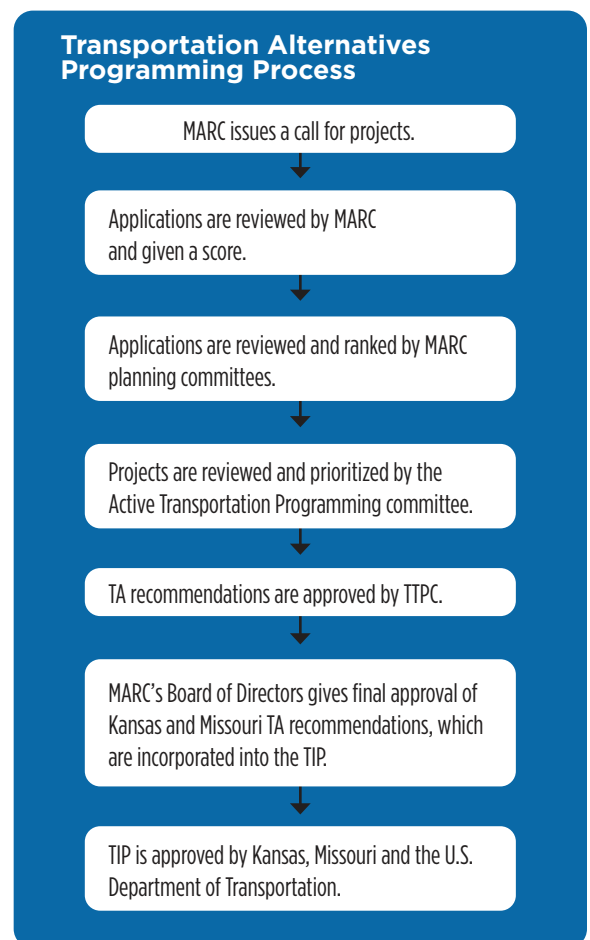 Transportation Alternatives
Programming Process
MARC issues a call for projects.
Applications are reviewed by MARC
and given a score.
Applications are reviewed and ranked by MARC
planning committees.
Projects are reviewed and prioritized by the
Active Transportation Programming committee.
TA recommendations are approved by TTPC.
MARC’s Board of Directors gives final approval of
Kansas and Missouri TA recommendations, which
are incorporated into the TIP.
TIP is approved by Kansas, Missouri and the U.S.
Department of Transportation.